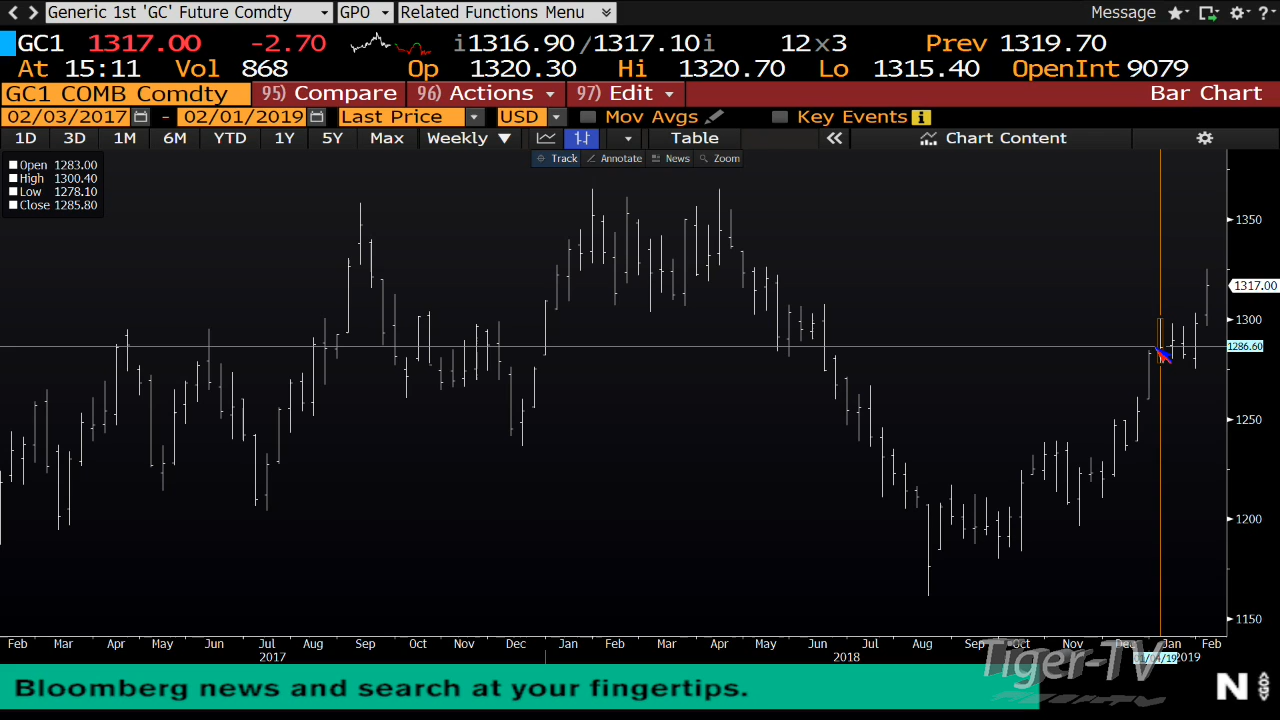 Generic 1st 'GC' Future Comdty GPO Related Functions Menu Message ?
GC1 1317.00 -2.70 i1316.90/1317.10i 12x3 Prev 1319.70
At 15:11 Vol 868 Op 1320.30 Hi 1320.70 Lo 1315.40 OpenInt 9079
GC1 COMB Comdty 95) Compare 96) Actions 97) Edit Bar Chart
02/03/2017 - 02/01/2019 Last Price USD Mov Avgs Key Events i
1D 3D 1M 6M YTD 1Y 5Y Max Weekly Table Chart Content
Track Annotate News Zoom
Open 1283.00
High 1300.40
Low 1278.10
Close 1285.80
1350
1317.00
1300
1286.60
1250
1200
1150
Feb Mar Apr May Jun Jul Aug Sep Oct Nov Dec Jan Feb Mar Apr May Jun Jul Aug Sep Oct Nov Dec Jan Feb
2017 2018 01/04/19 2019
Tiger-TV
Bloomberg news and search at your fingertips.
N